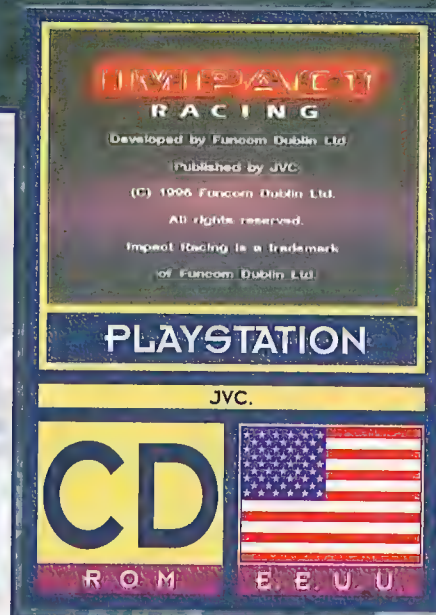 IMPACT
RACING
Developed by Funcom Dublin Ltd
Published by JVC
(C) 1996 Funcom Dublin Ltd.
All rights reserved.
Impact Racing is a trademark
of Funcom Dublin Ltd.
PLAYSTATION
JVC.
CD
ROM
E.E.U.U